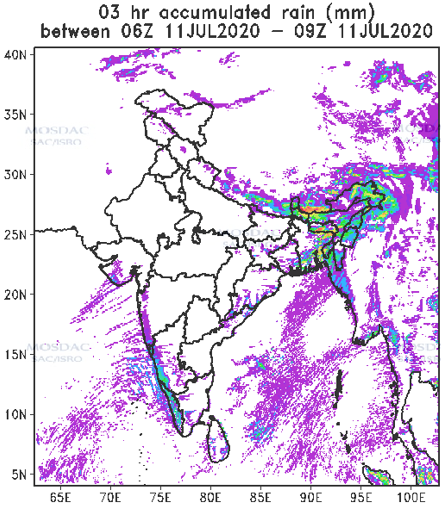 03 hr accumulated rain (mm)
between 06Z 11JUL2020 – 09Z 11JUL2020
40N
35N
MOSDAC
SAC/ISRO
30N
25N
20N
MOSDAC
SAC/ISRO
15N
10N
5N
65E 70E 75E 80E 85E 90E 95E 100E